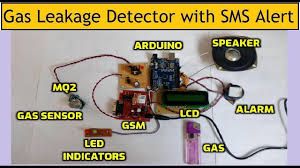 Gas Leakage Detector with SMS Alert
ARDUINO
SPEAKER
MQ2
GAS SENSOR
GSM
LCD
ALARM
LED
INDICATORS
GAS